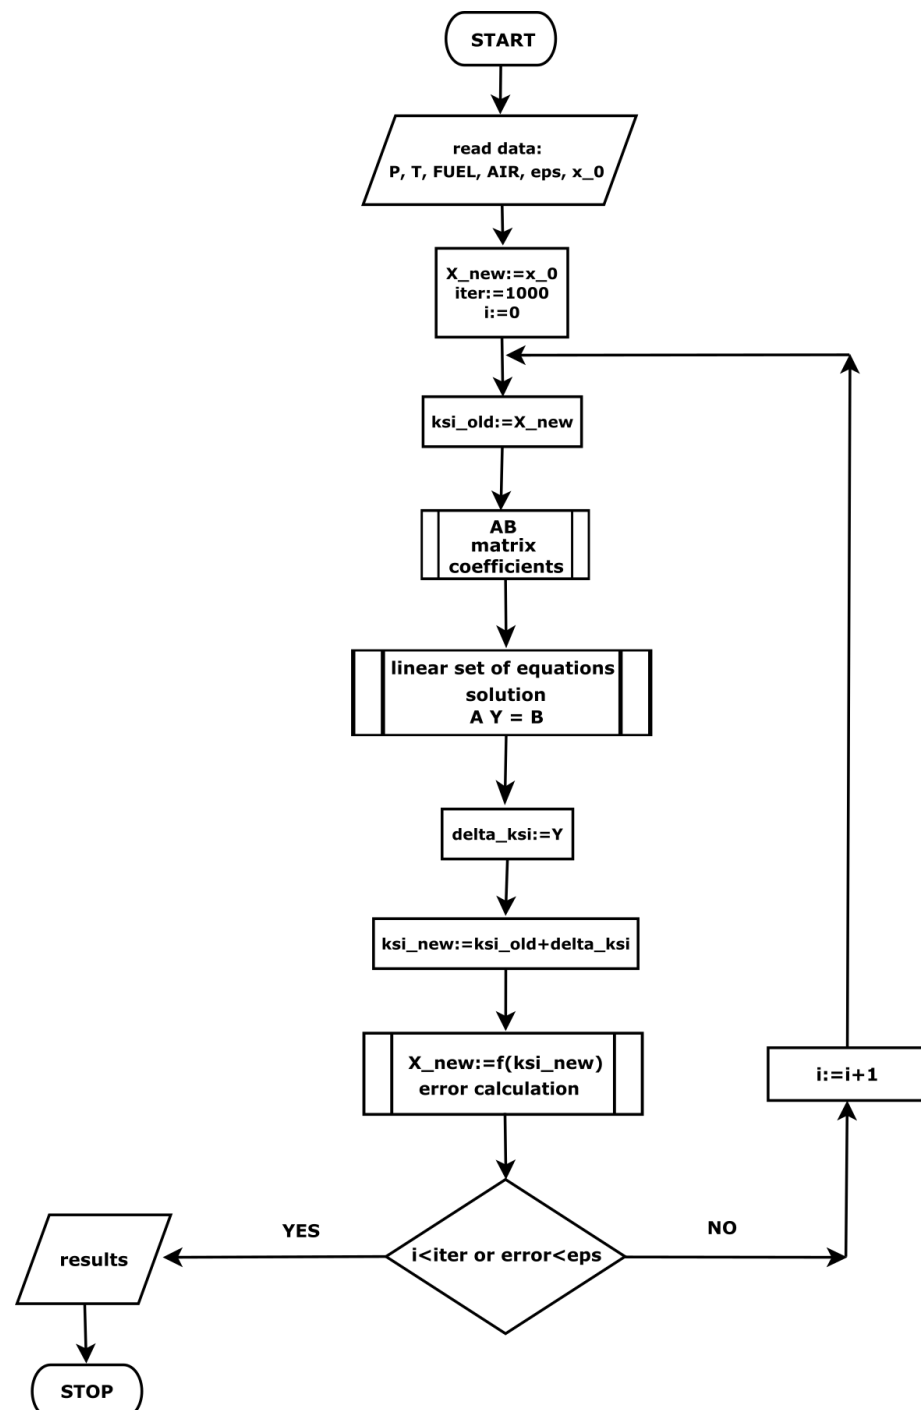 START
read data:
P, T, FUEL, AIR, eps, x_0
X_new:=x_0
iter:=1000
i:=0
ksi_old:=X_new
AB
matrix
coefficients
linear set of equations
solution
A Y = B
delta_ksi:=Y
ksi_new:=ksi_old+delta_ksi
X_new:=f(ksi_new)
error calculation
i:=i+1
i<iter or error<eps
YES
NO
results
STOP